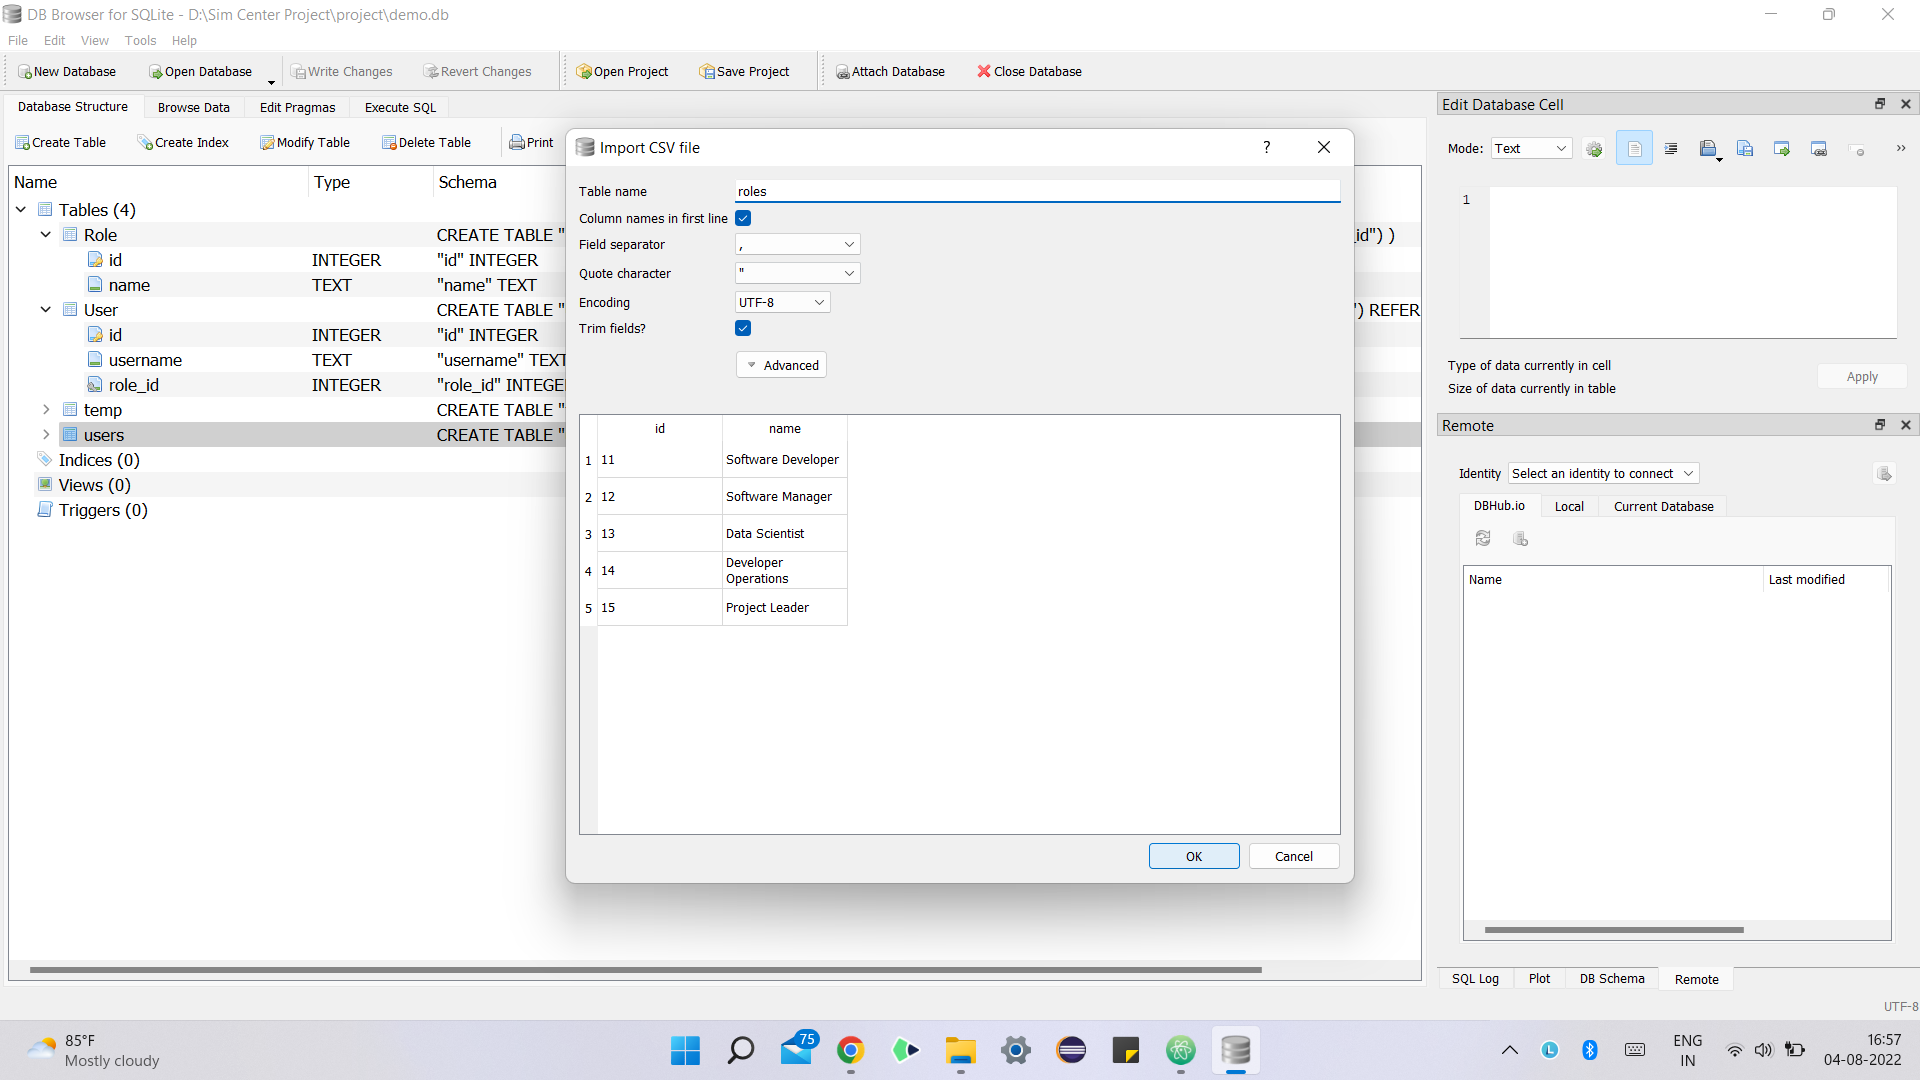 DB Browser for SQLite - D:\Sim Center Project\project\demo.db
File Edit View Tools Help
New Database Open Database Write Changes Revert Changes Open Project Save Project Attach Database Close Database
Database Structure Browse Data Edit Pragmas Execute SQL
Create Table Create Index Modify Table Delete Table Print
Name Type Schema
Tables (4)
Role CREATE TABLE " _id") )
id INTEGER "id" INTEGER
name TEXT "name" TEXT
User CREATE TABLE " ") REFER
id INTEGER "id" INTEGER
username TEXT "username" TEXT
role_id INTEGER "role_id" INTEGE
temp CREATE TABLE "
users CREATE TABLE "
Indices (0)
Views (0)
Triggers (0)
Import CSV file ?
Table name roles
Column names in first line
Field separator ,
Quote character "
Encoding UTF-8
Trim fields?
Advanced
id name
1 11 Software Developer
2 12 Software Manager
3 13 Data Scientist
4 14 Developer
Operations
5 15 Project Leader
OK Cancel
Edit Database Cell
Mode: Text »
1
Type of data currently in cell
Size of data currently in table
Apply
Remote
Identity Select an identity to connect
DBHub.io Local Current Database
Name Last modified
SQL Log Plot DB Schema Remote
UTF-8
85°F
Mostly cloudy
75
L
ENG
IN
16:57
04-08-2022